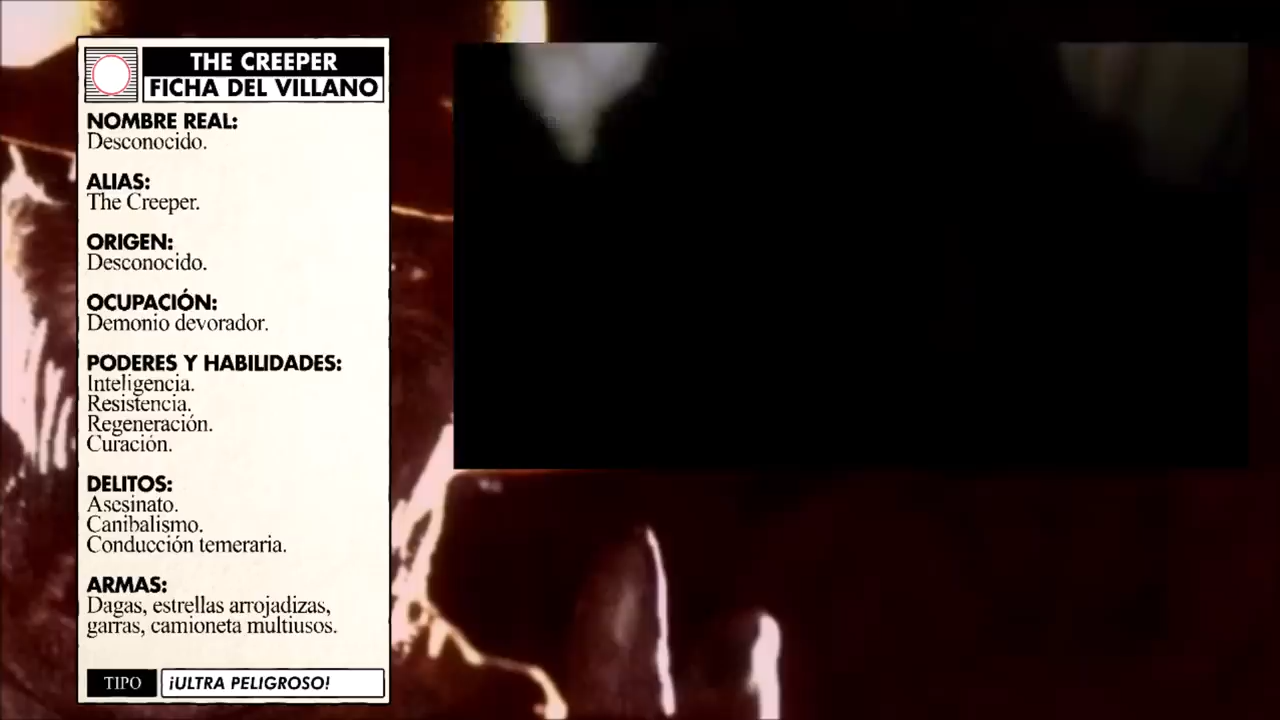 THE CREEPER
FICHA DEL VILLANO
NOMBRE REAL:
Desconocido.
ALIAS:
The Creeper.
ORIGEN:
Desconocido.
OCUPACIÓN:
Demonio devorador.
PODERES Y HABILIDADES:
Inteligencia.
Resistencia.
Regeneración.
Curación.
DELITOS:
Asesinato.
Canibalismo.
Conducción temeraria.
ARMAS:
Dagas, estrellas arrojadizas,
garras, camioneta multiusos.
TIPO ¡ULTRA PELIGROSO!